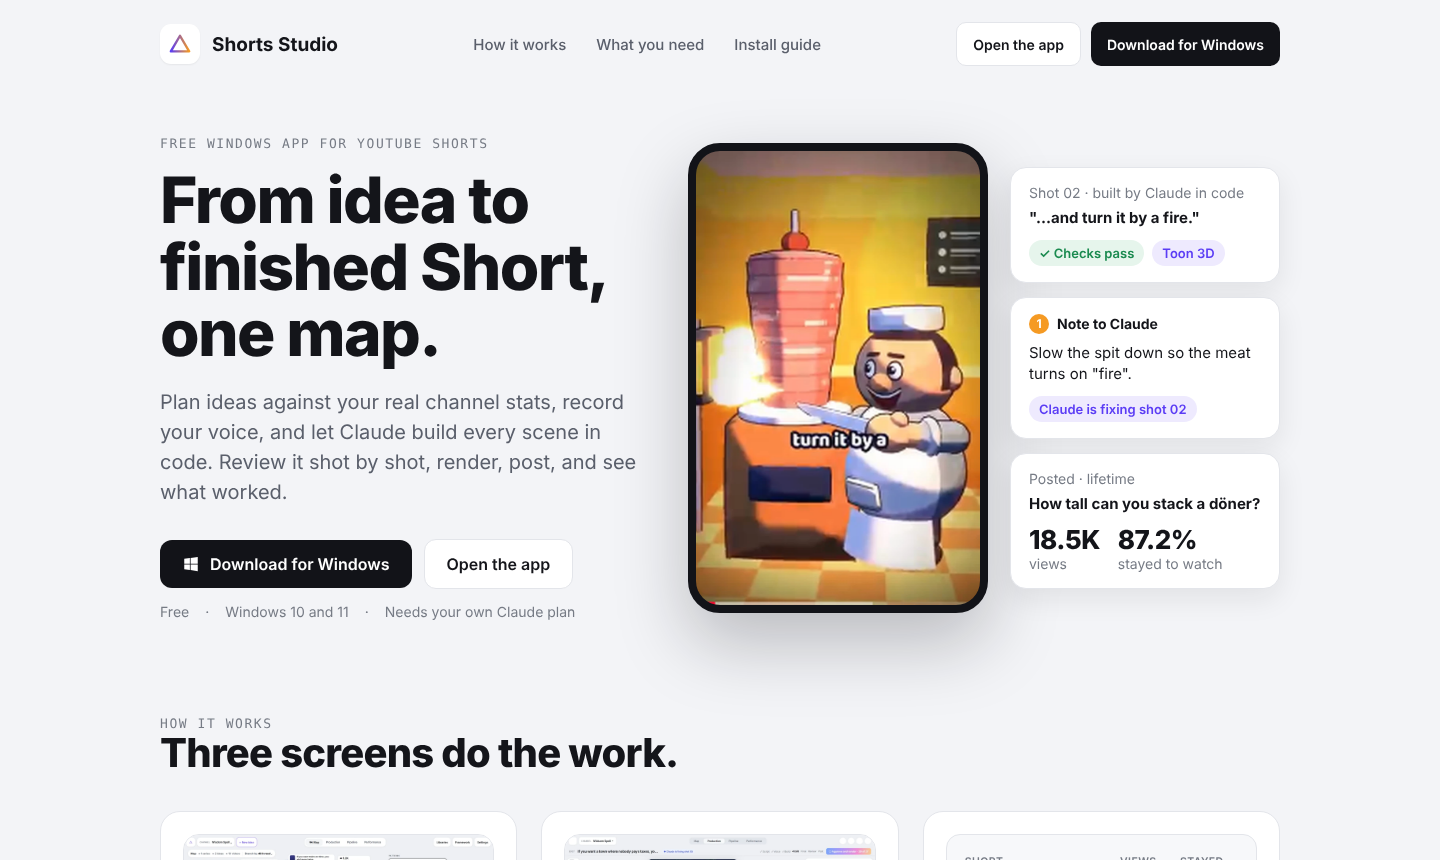 Shorts Studio
How it works
What you need
Install guide
Open the app
Download for Windows
FREE WINDOWS APP FOR YOUTUBE SHORTS
From idea to
finished Short,
one map.
Plan ideas against your real channel stats, record
your voice, and let Claude build every scene in
code. Review it shot by shot, render, post, and see
what worked.
Download for Windows
Open the app
Free · Windows 10 and 11 · Needs your own Claude plan
turn it by a
Shot 02 · built by Claude in code
"...and turn it by a fire."
✓ Checks pass
Toon 3D
1 Note to Claude
Slow the spit down so the meat
turns on "fire".
Claude is fixing shot 02
Posted · lifetime
How tall can you stack a döner?
18.5K 87.2%
views stayed to watch
HOW IT WORKS
Three screens do the work.